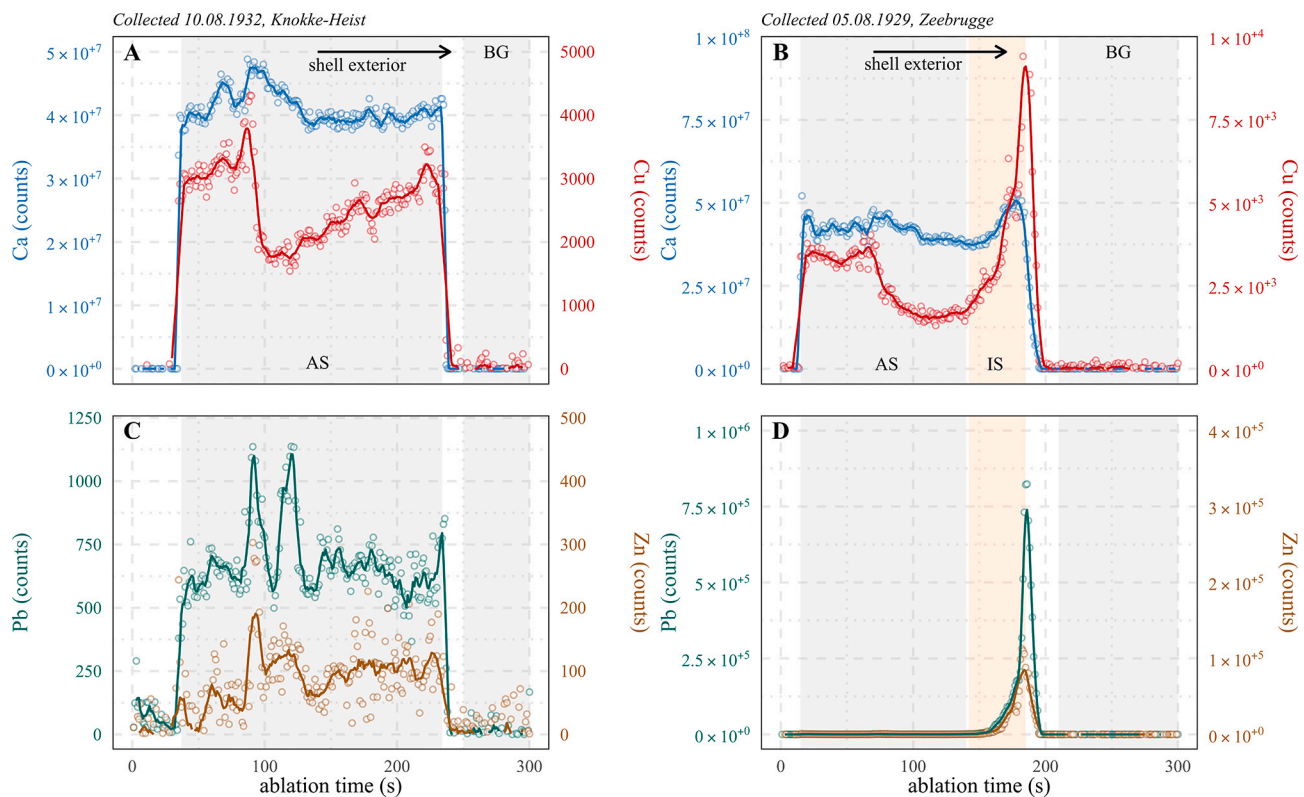 Collected 10.08.1932, Knokke-Heist
Collected 05.08.1929, Zeebrugge
A
BG
shell exterior
AS
5 × 10⁺⁷
4 × 10⁺⁷
3 × 10⁺⁷
2 × 10⁺⁷
1 × 10⁺⁷
0 × 10⁺⁰
Ca (counts)
5000
4000
3000
2000
1000
0
Cu (counts)
B
BG
shell exterior
AS
IS
1 × 10⁺⁸
7.5 × 10⁺⁷
5 × 10⁺⁷
2.5 × 10⁺⁷
0 × 10⁺⁰
Ca (counts)
1 × 10⁺⁴
7.5 × 10⁺³
5 × 10⁺³
2.5 × 10⁺³
0 × 10⁺⁰
Cu (counts)
C
1250
1000
750
500
250
0
Pb (counts)
500
400
300
200
100
0
Zn (counts)
0
100
200
300
ablation time (s)
D
1 × 10⁺⁶
7.5 × 10⁺⁵
5 × 10⁺⁵
2.5 × 10⁺⁵
0 × 10⁺⁰
Pb (counts)
4 × 10⁺⁵
3 × 10⁺⁵
2 × 10⁺⁵
1 × 10⁺⁵
0 × 10⁺⁰
Zn (counts)
0
100
200
300
ablation time (s)